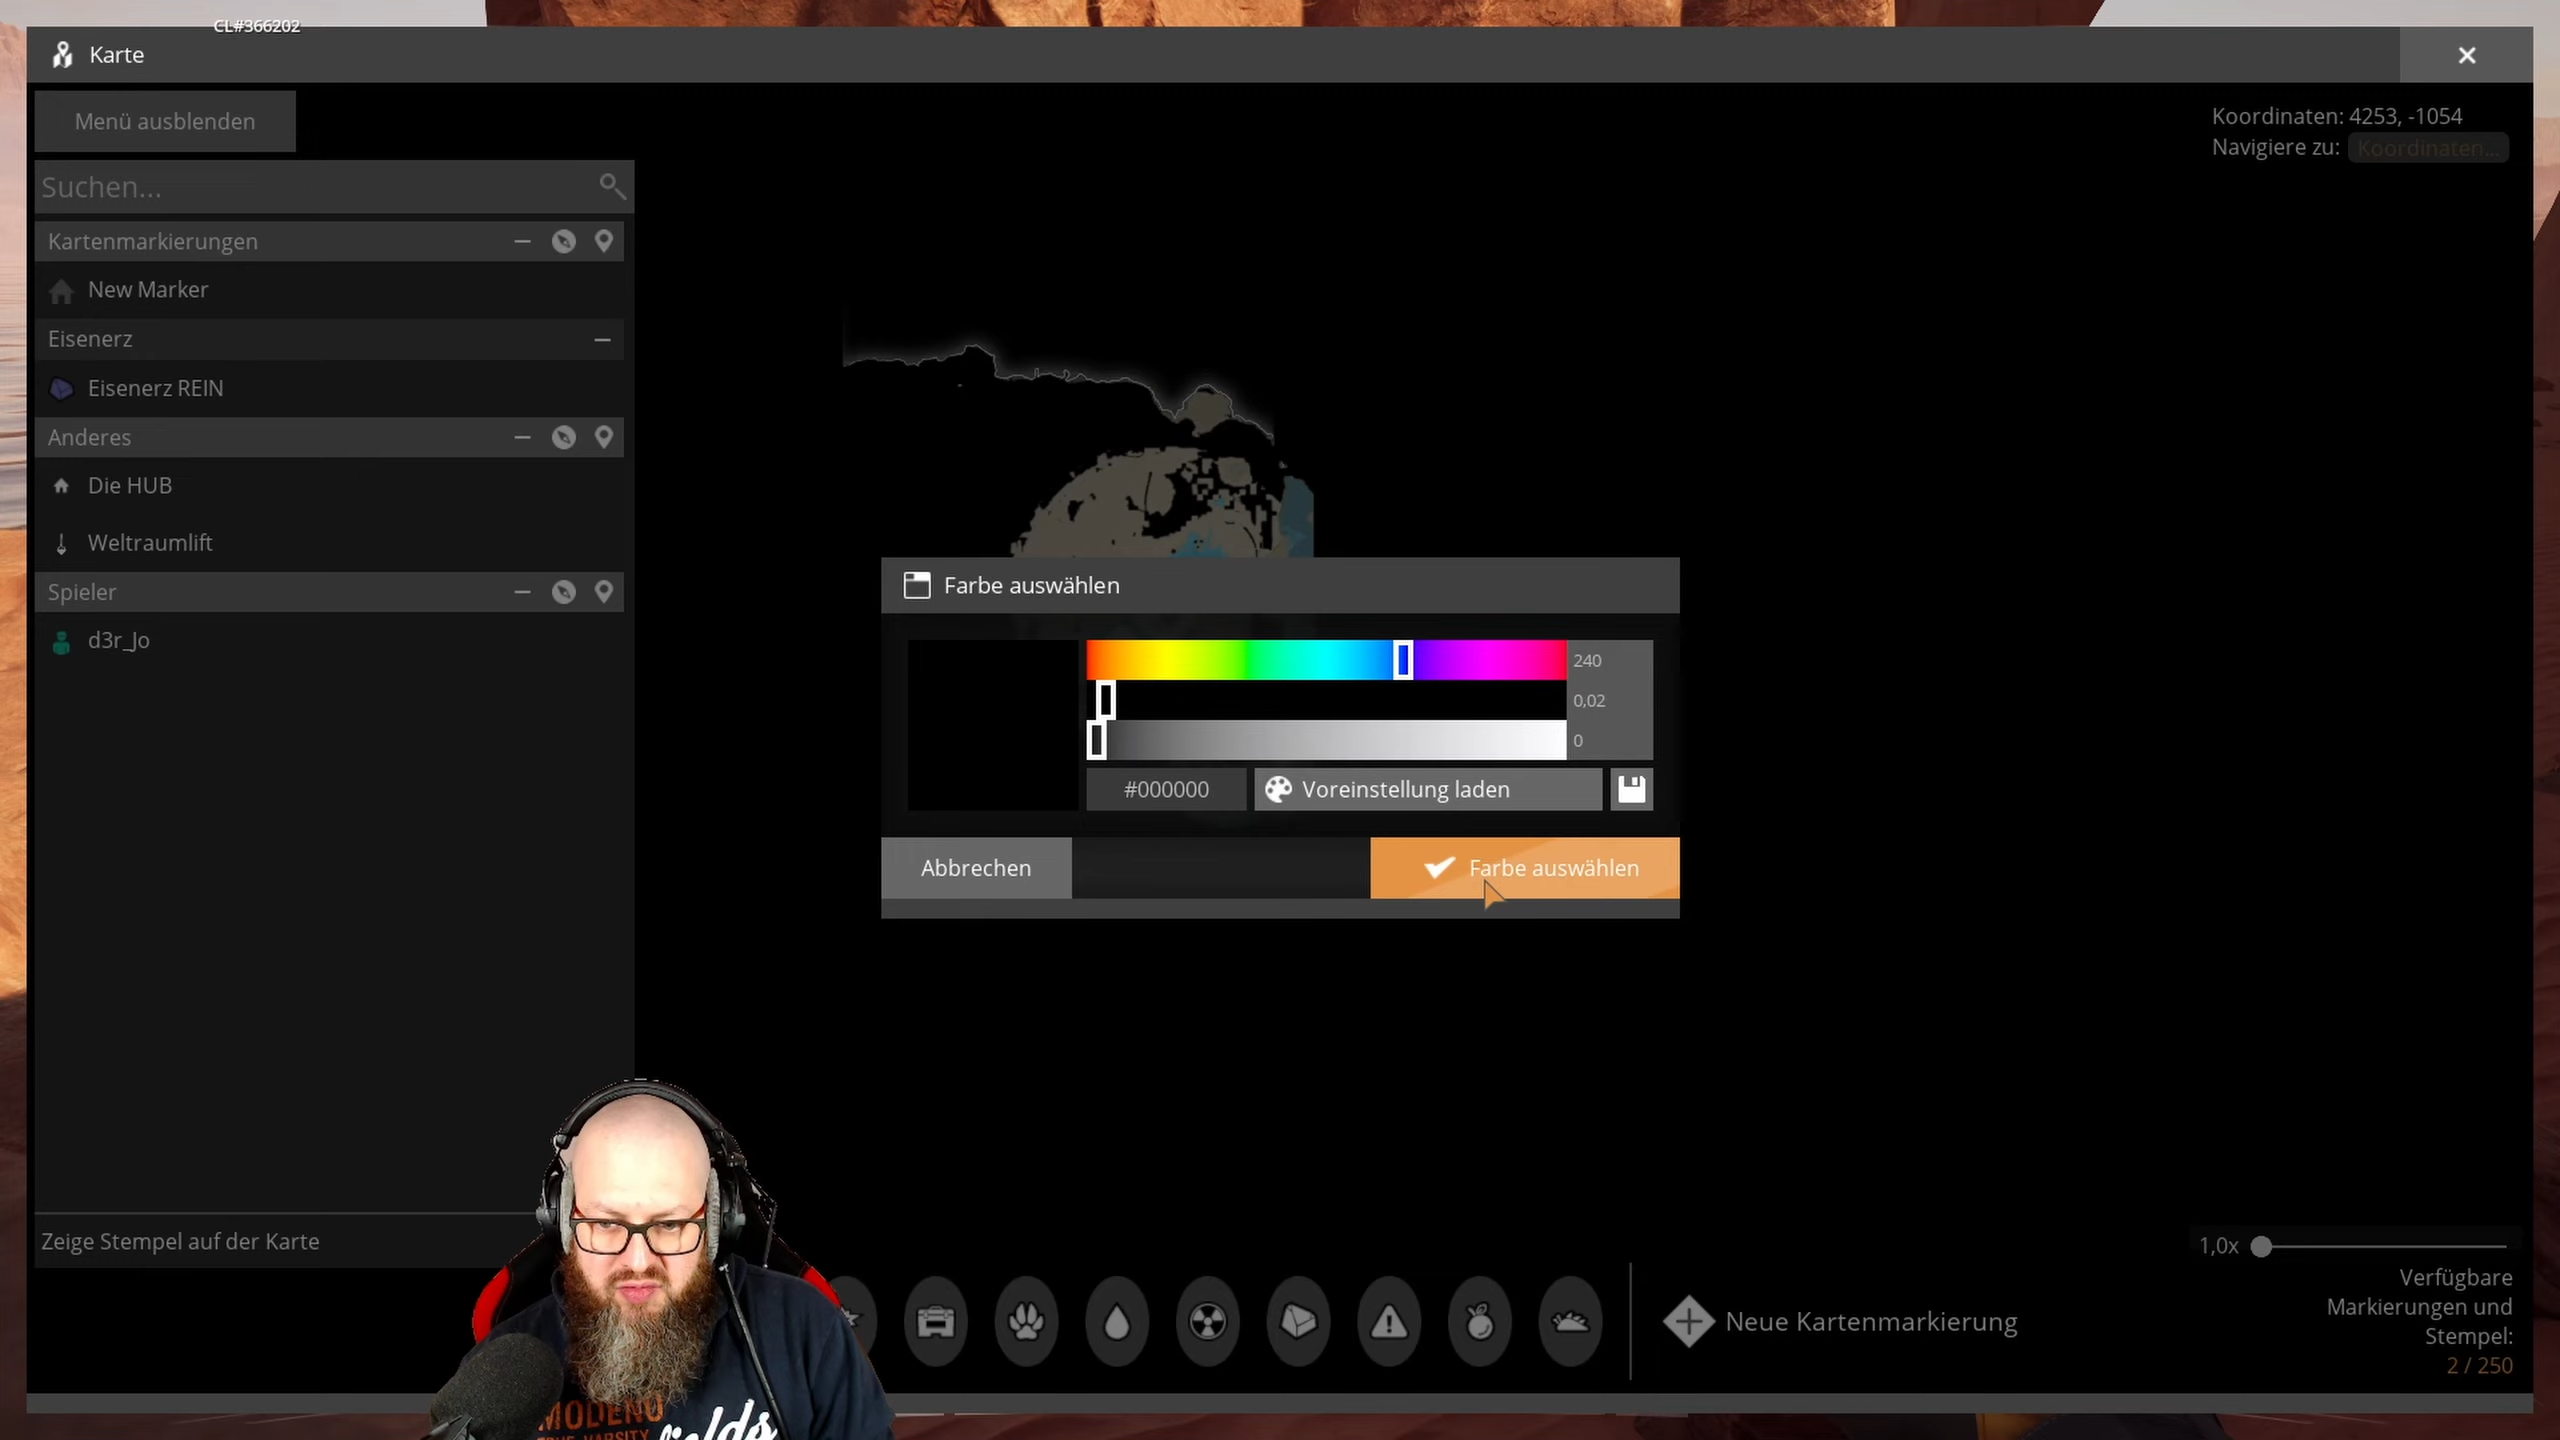 CL#366202
Karte
Menü ausblenden
Koordinaten: 4253, -1054
Navigiere zu: Koordinaten...
Suchen...
Kartenmarkierungen
New Marker
Eisenerz
Eisenerz REIN
Anderes
Die HUB
Weltraumlift
Spieler
d3r_Jo
Farbe auswählen
240
0,02
0
#000000
Voreinstellung laden
Abbrechen
Farbe auswählen
Zeige Stempel auf der Karte
1,0x
Neue Kartenmarkierung
Verfügbare
Markierungen und
Stempel:
2 / 250